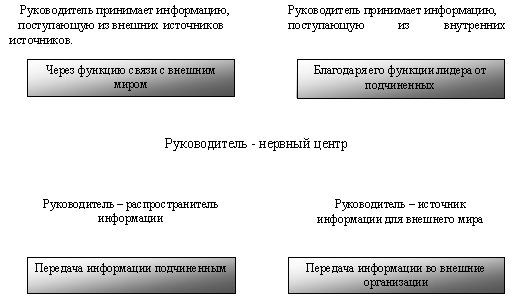 Руководитель принимает информацию,
поступающую из внешних источников
источников.
Руководитель принимает информацию,
поступающую из внутренних
Через функцию связи с внешним
миром
Благодаря его функции лидера от
подчиненных
Руководитель - нервный центр
Руководитель – распространитель
информации
Руководитель – источник
информации для внешнего мира
Передача информации подчиненным
Передача информации во внешние
организации